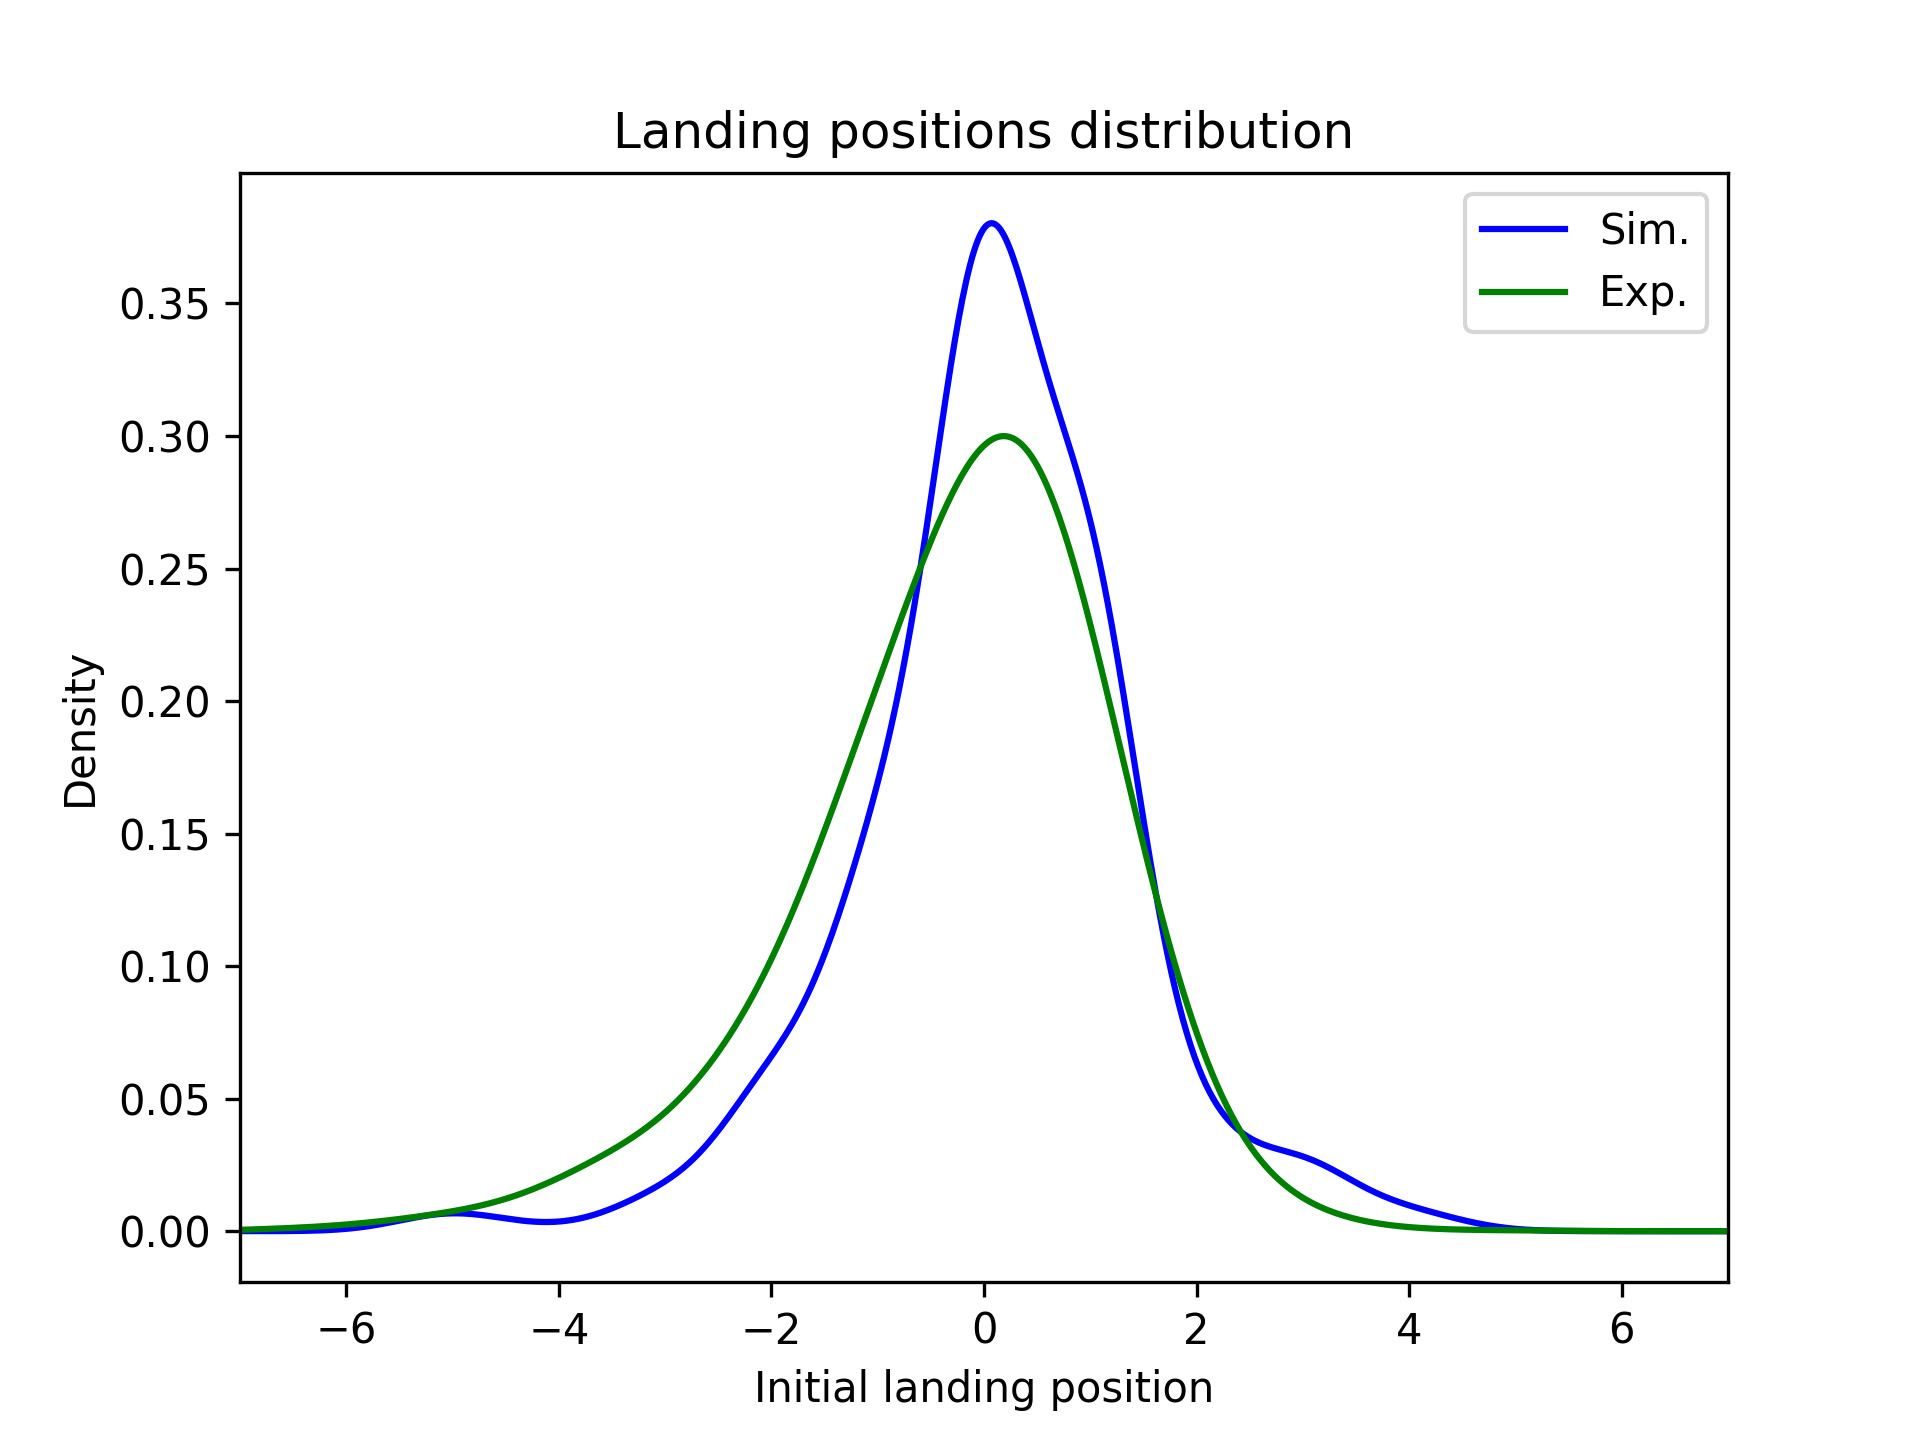 Landing positions distribution
Sim.
Exp.
Density
0.35
0.30
0.25
0.20
0.15
0.10
0.05
0.00
−6 −4 −2 0 2 4 6
Initial landing position